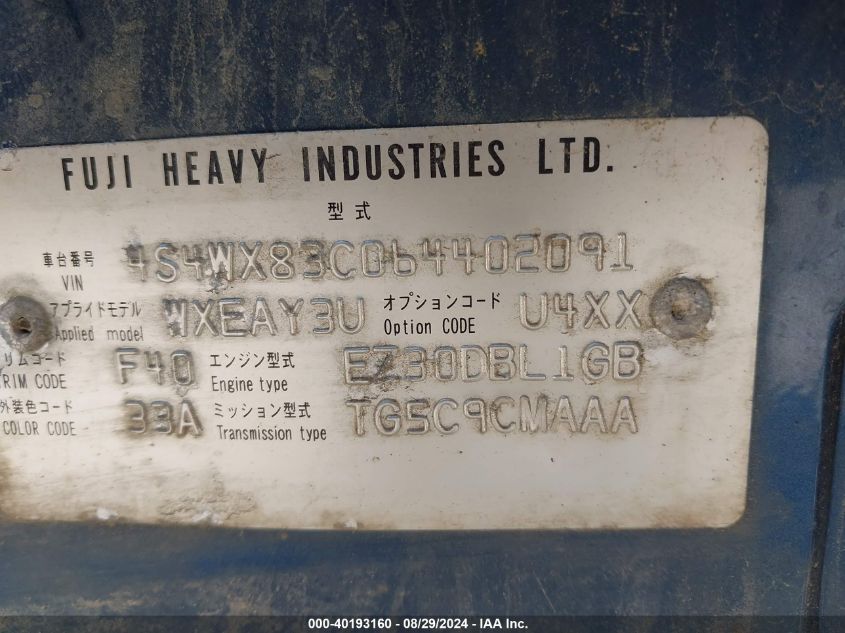 FUJI HEAVY INDUSTRIES LTD.
型式
車台番号 4S4WX83C064402091
VIN
アプライドモデル WXEAY3U オプションコード U4XX
Applied model Option CODE
リムコード F40 エンジン型式 EZ30DBL1GB
TRIM CODE Engine type
外装色コード 33A ミッション型式 TG5C9CMAAA
COLOR CODE Transmission type
000-40193160 - 08/29/2024 - IAA Inc.